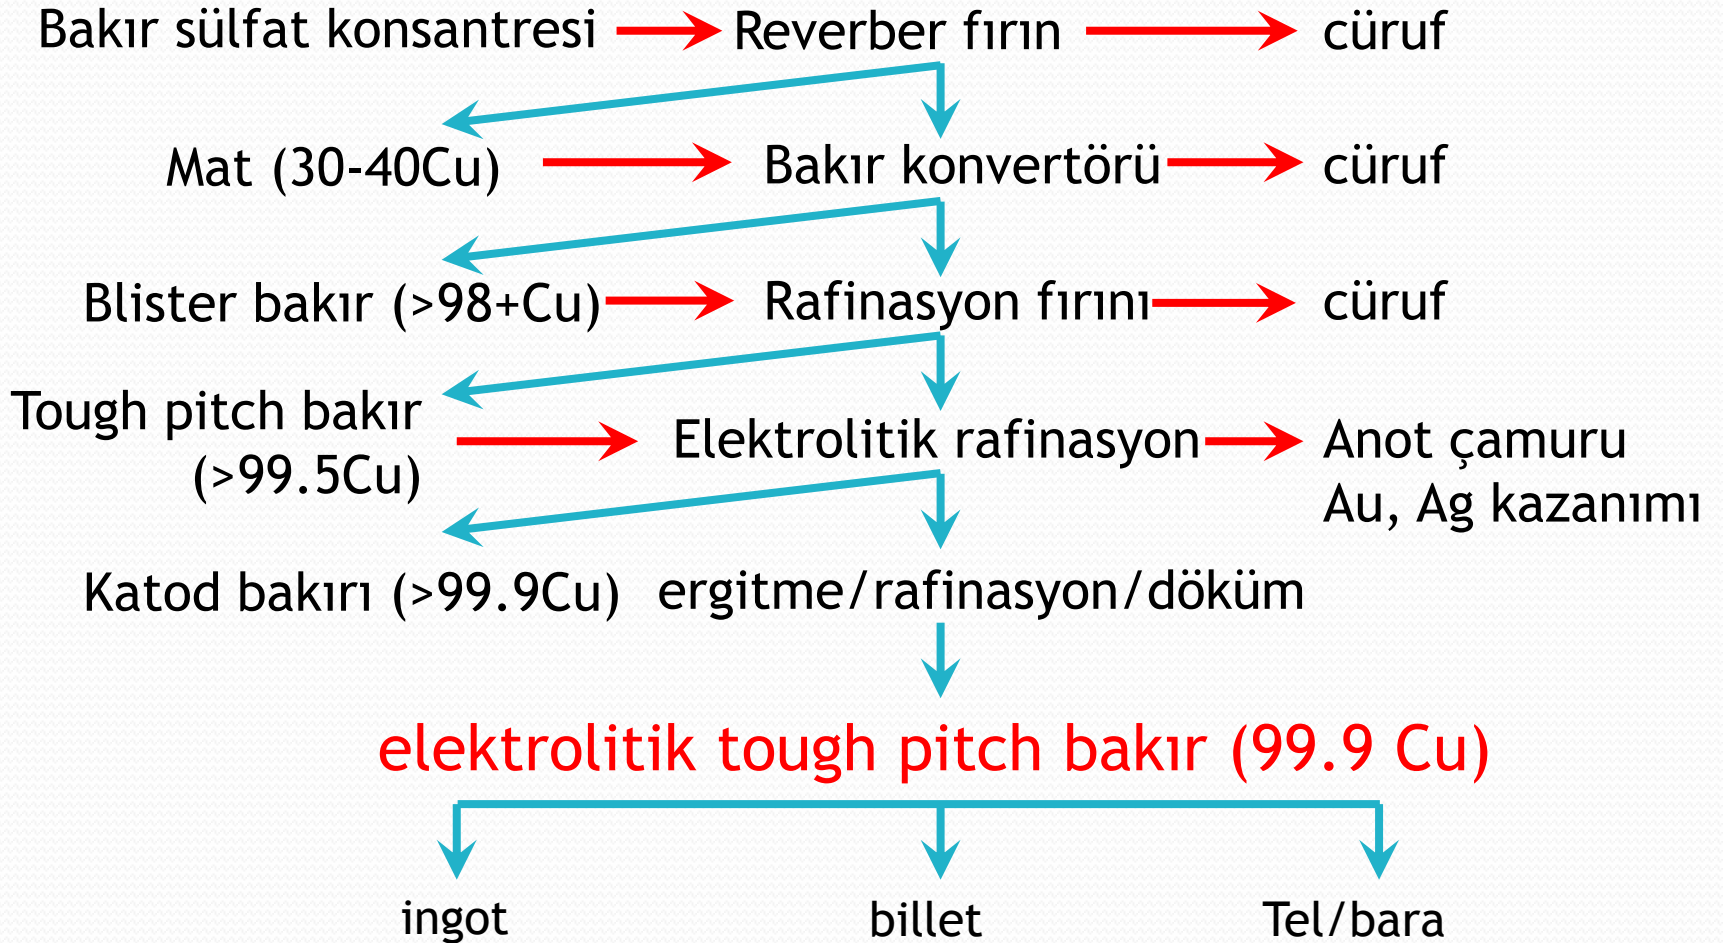 Bakır sülfat konsantresi Reverber fırın cüruf
Mat (30-40Cu) Bakır konvertörü cüruf
Blister bakır (>98+Cu) Rafinasyon fırını cüruf
Tough pitch bakır
(>99.5Cu)
Elektrolitik rafinasyon
Anot çamuru
Au, Ag kazanımı
Katod bakırı (>99.9Cu) ergitme/rafinasyon/döküm
elektrolitik tough pitch bakır (99.9 Cu)
ingot billet Tel/bara